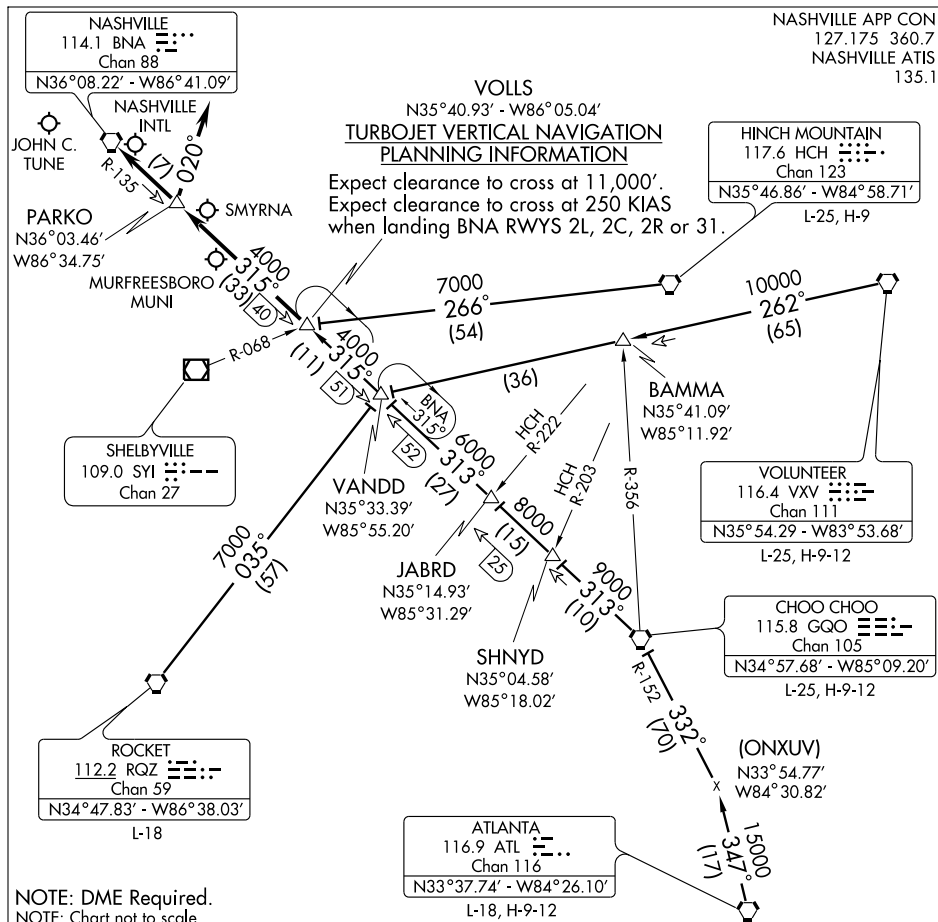 NASHVILLE
114.1 BNA
Chan 88
N36°08.22' - W86°41.09'
NASHVILLE APP CON
127.175 360.7
NASHVILLE ATIS
135.1
NASHVILLE
INTL
JOHN C.
TUNE
(7)
020°
R-135
VOLLS
N35°40.93' - W86°05.04'
TURBOJET VERTICAL NAVIGATION
PLANNING INFORMATION
Expect clearance to cross at 11,000'.
Expect clearance to cross at 250 KIAS
when landing BNA RWYS 2L, 2C, 2R or 31.
HINCH MOUNTAIN
117.6 HCH
Chan 123
N35°46.86' - W84°58.71'
L-25, H-9
PARKO
N36°03.46'
W86°34.75'
SMYRNA
MURFREESBORO
MUNI
4000
315°
(33)
40
7000
266°
(54)
10000
262°
(65)
R-068
4000
315°
(11)
51
(36)
BAMMA
N35°41.09'
W85°11.92'
BNA
315°
SHELBYVILLE
109.0 SYI
Chan 27
HCH
R-222
HCH
R-203
R-356
52
6000
313°
(27)
VANDD
N35°33.39'
W85°55.20'
VOLUNTEER
116.4 VXV
Chan 111
N35°54.29 - W83°53.68'
L-25, H-9-12
8000
(15)
25
JABRD
N35°14.93'
W85°31.29'
7000
035°
(57)
9000
313°
(10)
SHNYD
N35°04.58'
W85°18.02'
CHOO CHOO
115.8 GQO
Chan 105
N34°57.68' - W85°09.20'
L-25, H-9-12
R-152
332°
(70)
(ONXUV)
N33°54.77'
W84°30.82'
X
ROCKET
112.2 RQZ
Chan 59
N34°47.83' - W86°38.03'
L-18
15000
347°
(17)
ATLANTA
116.9 ATL
Chan 116
N33°37.74' - W84°26.10'
L-18, H-9-12
NOTE: DME Required.
NOTE: Chart not to scale